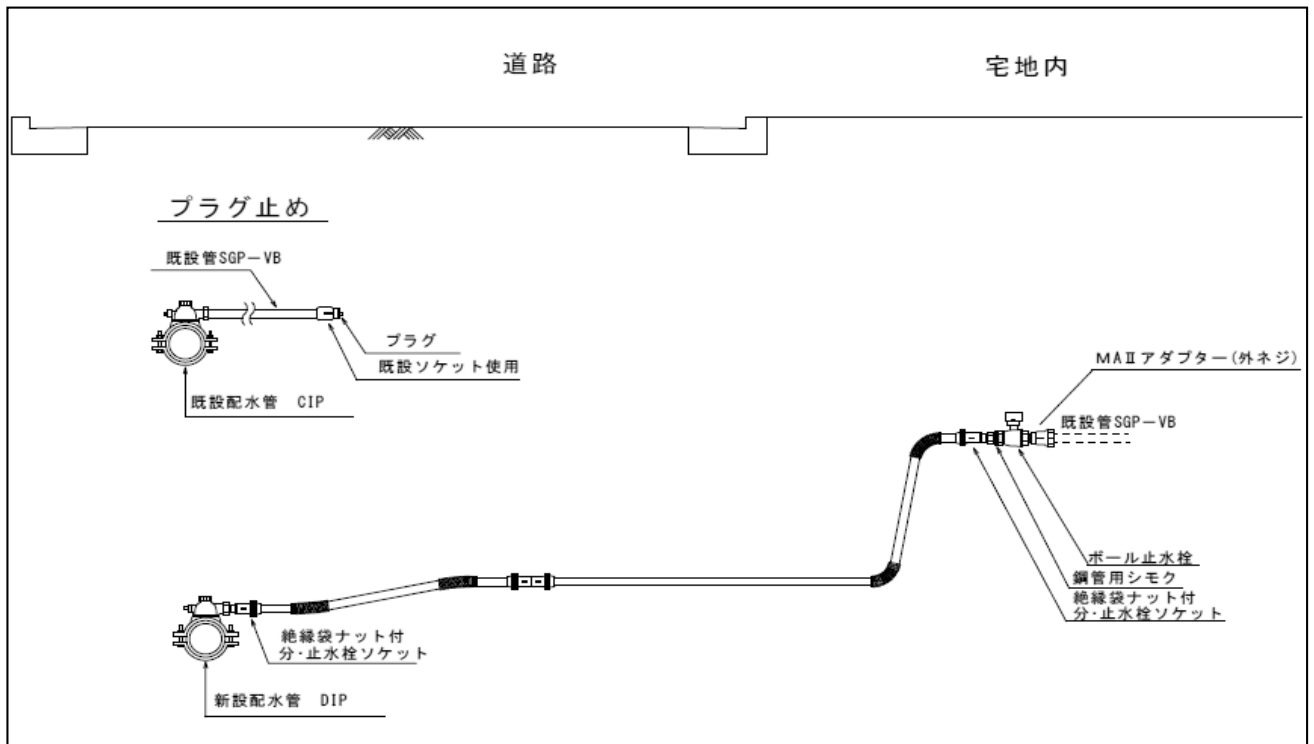 道路
宅地内
プラグ止め
既設管SGP－VB
プラグ
既設ソケット使用
既設配水管 CIP
MAⅡアダプター(外ネジ)
既設管SGP－VB
ボール止水栓
鋼管用シモク
絶縁袋ナット付
分・止水栓ソケット
絶縁袋ナット付
分・止水栓ソケット
新設配水管 DIP